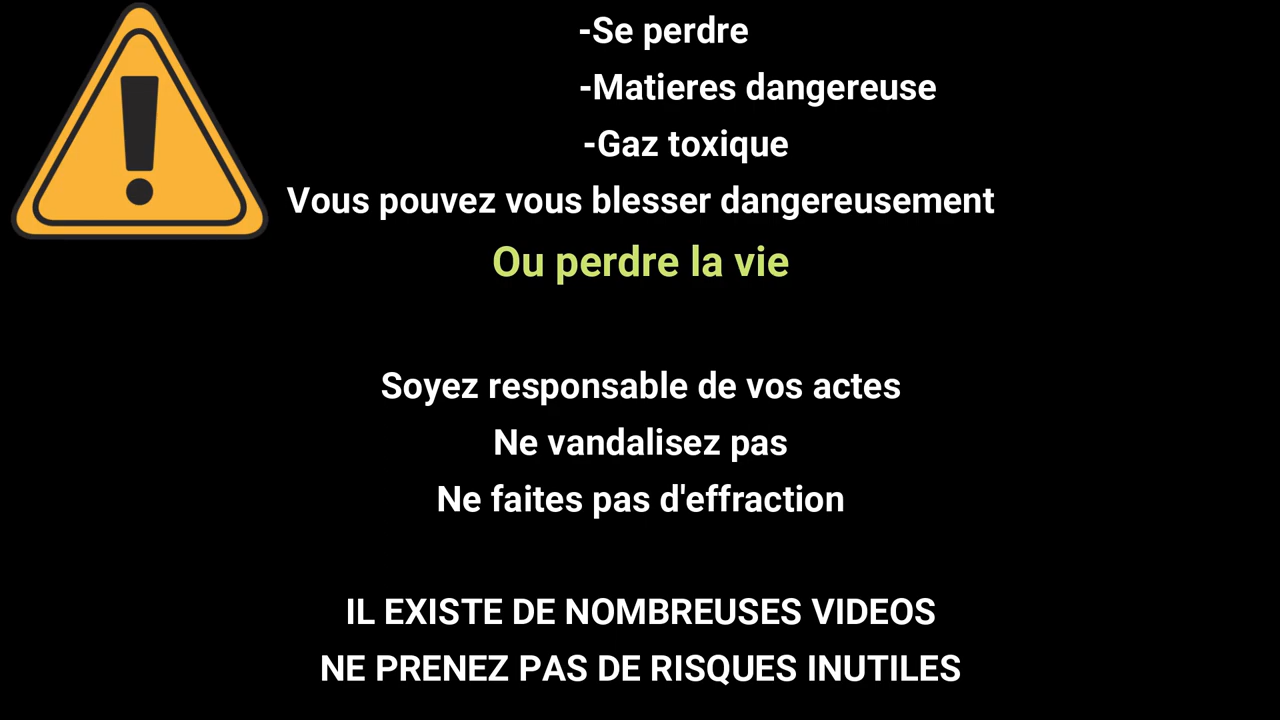 -Se perdre
-Matieres dangereuse
-Gaz toxique
Vous pouvez vous blesser dangereusement
Ou perdre la vie
Soyez responsable de vos actes
Ne vandalisez pas
Ne faites pas d'effraction
IL EXISTE DE NOMBREUSES VIDEOS
NE PRENEZ PAS DE RISQUES INUTILES